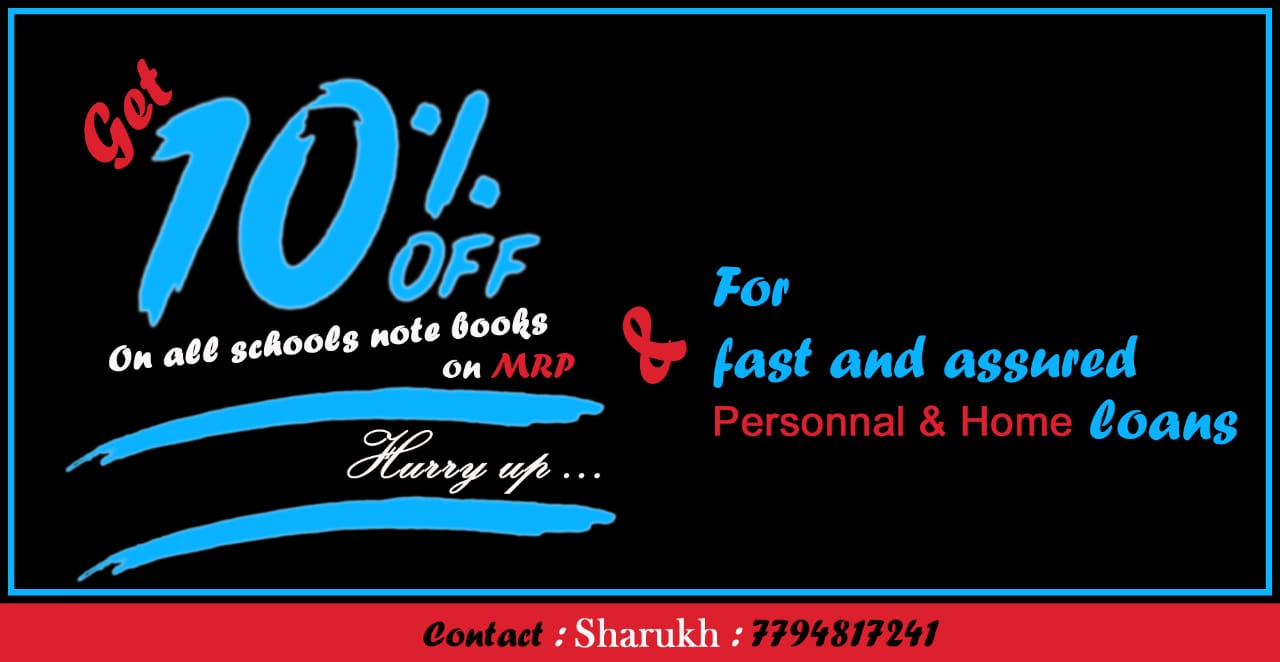 Get
10% OFF
On all schools note books
on MRP
Hurry up ...
&
For
fast and assured
Personnal & Home loans
Contact : Sharukh : 7794817241